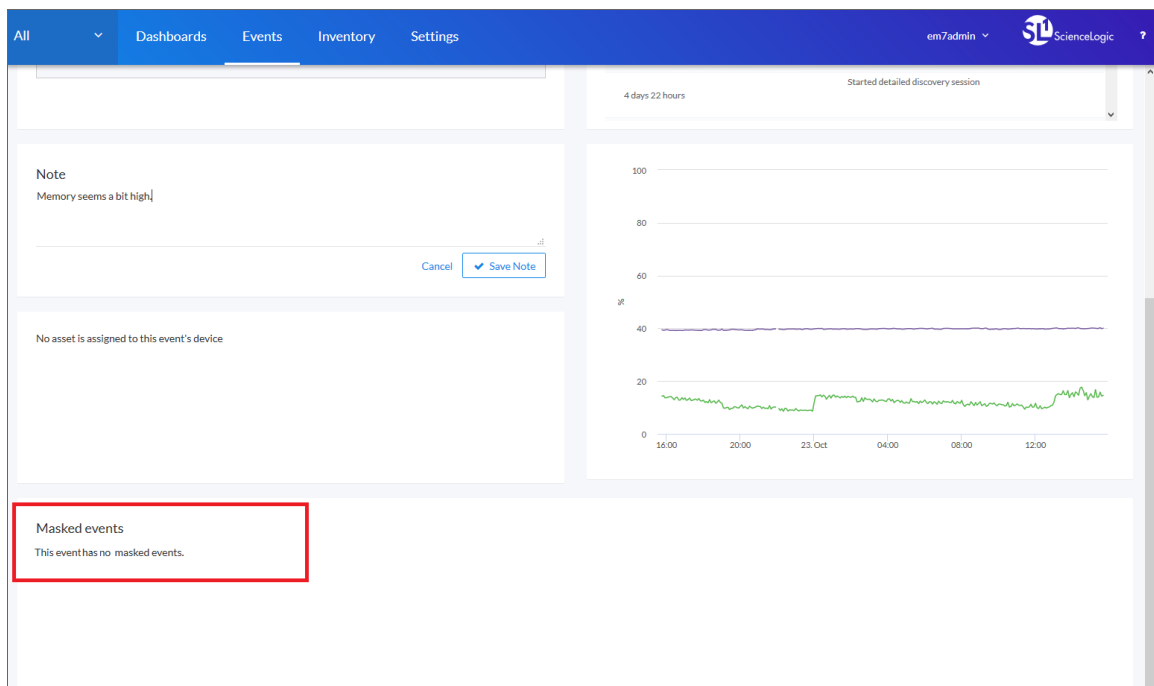 All Dashboards Events Inventory Settings em7admin SL1 ScienceLogic ?
Started detailed discovery session
4 days 22 hours
Note
Memory seems a bit high.
Cancel Save Note
No asset is assigned to this event's device
100
80
60
%
40
20
0
16:00 20:00 23. Oct 04:00 08:00 12:00
Masked events
This event has no masked events.